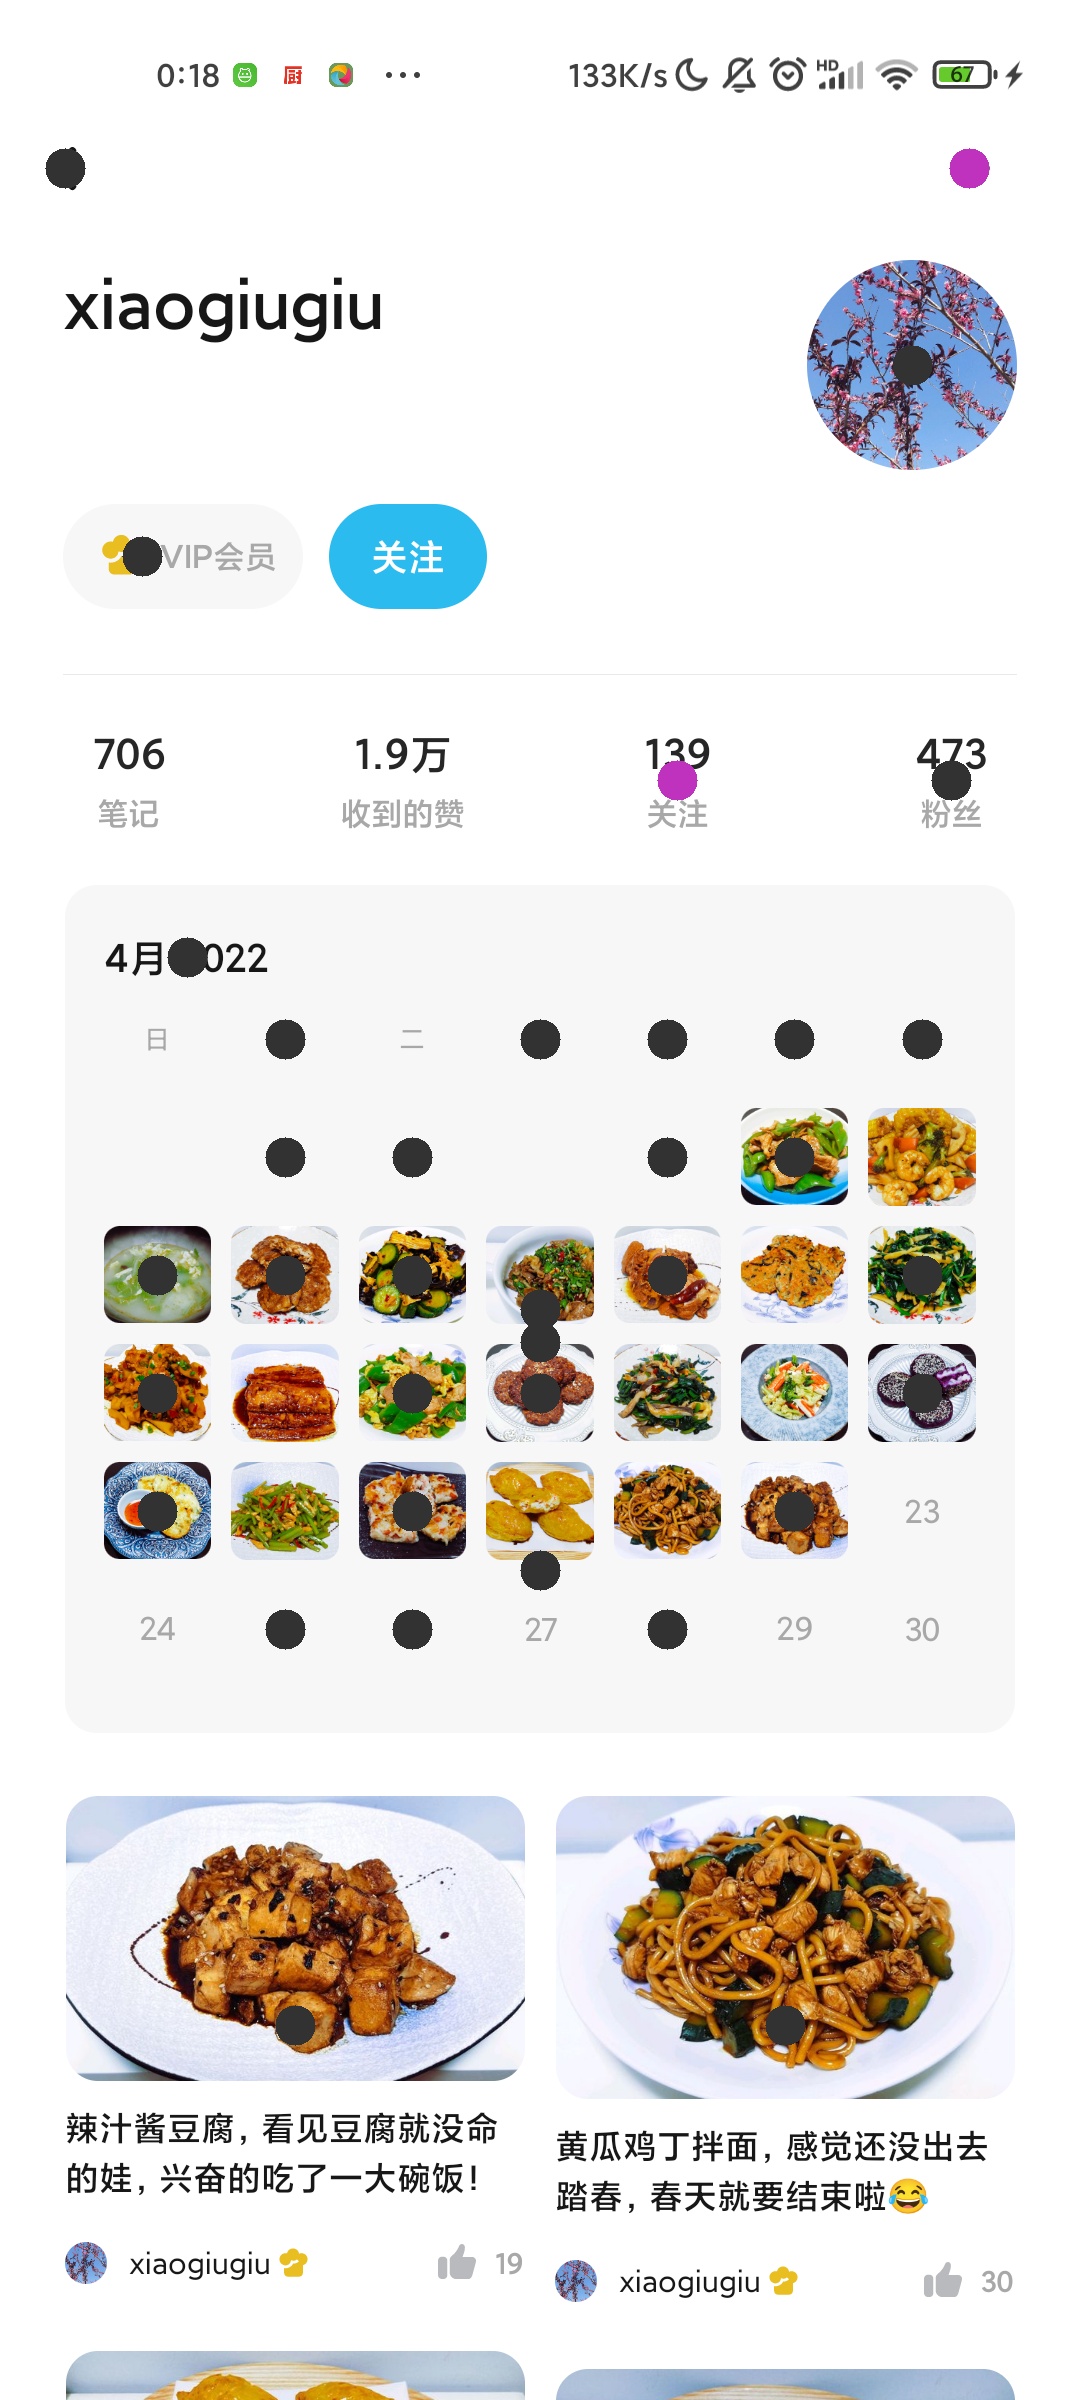 0:18 厨 ··· 133K/s HD 67
xiaogiugiu
VIP会员 关注
706 1.9万 139 473
笔记 收到的赞 关注 粉丝
4月 022
日 二
23
24 27 29 30
辣汁酱豆腐，看见豆腐就没命
的娃，兴奋的吃了一大碗饭！
xiaogiugiu 19
黄瓜鸡丁拌面，感觉还没出去
踏春，春天就要结束啦😂
xiaogiugiu 30